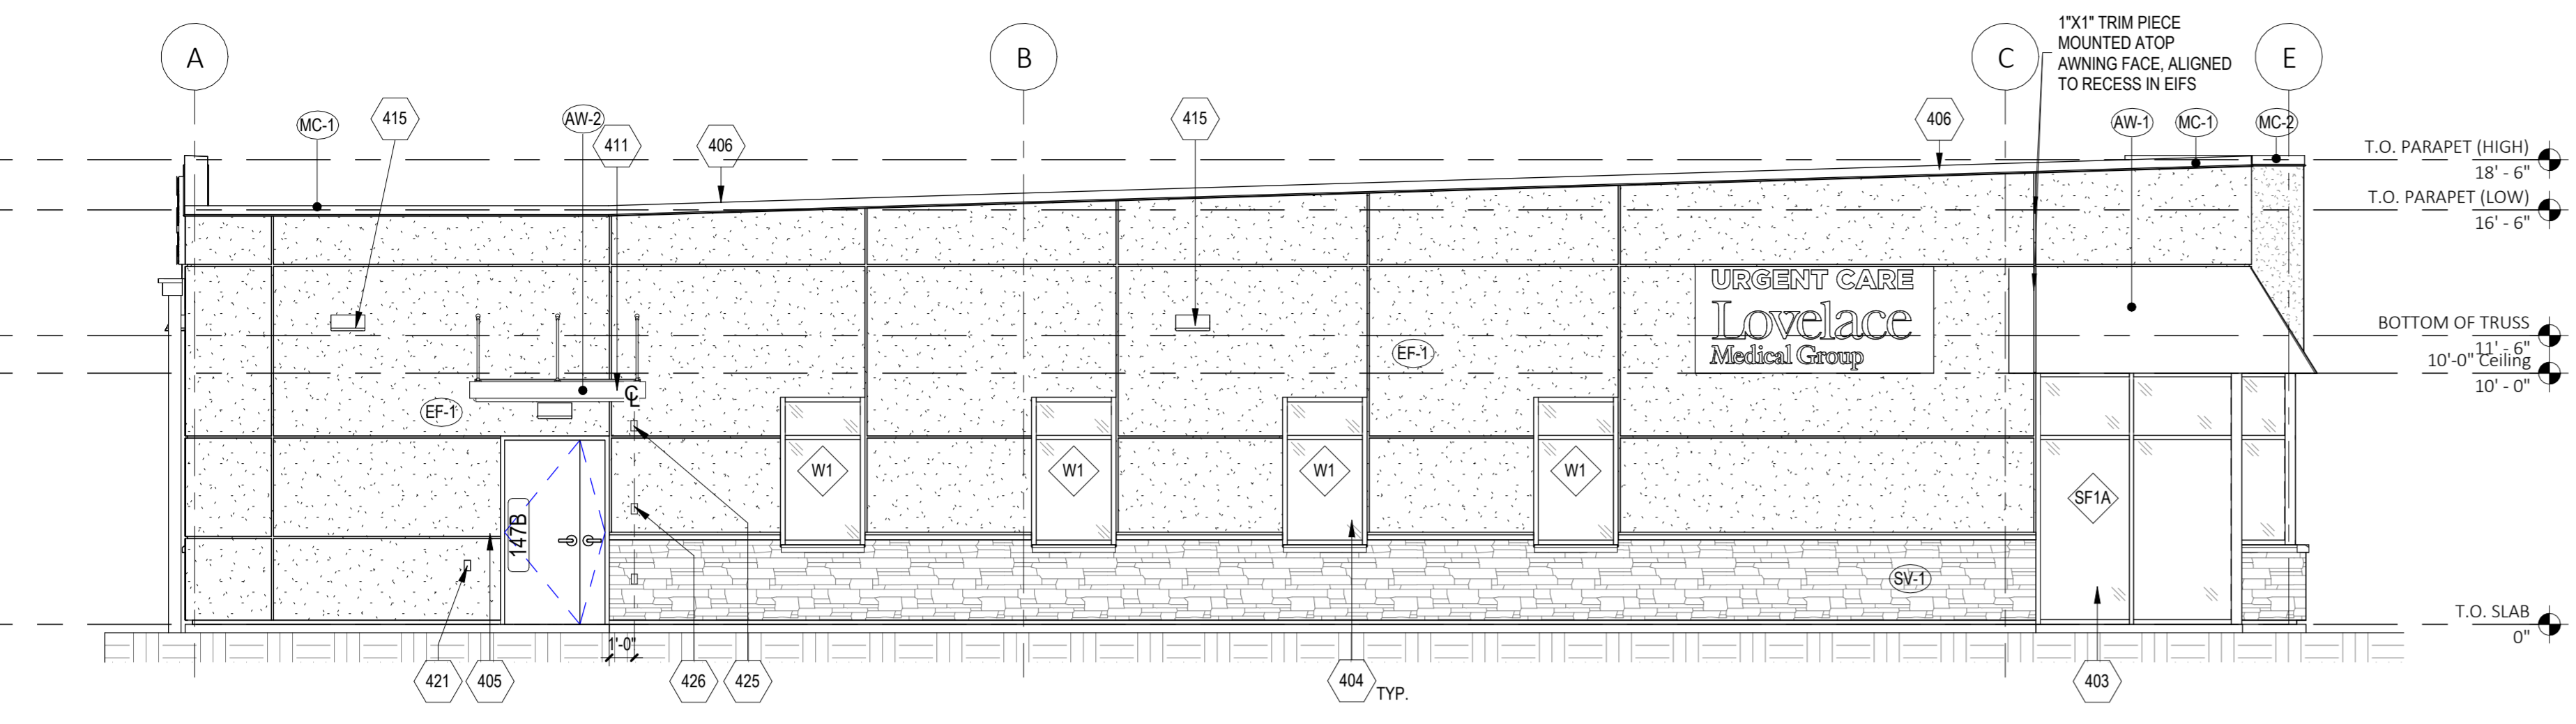 1"X1" TRIM PIECE
MOUNTED ATOP
AWNING FACE, ALIGNED
TO RECESS IN EIFS
A
B
C
E
MC-1
415
AW-2
411
406
415
406
AW-1
MC-1
MC-2
T.O. PARAPET (HIGH)
18' - 6"
T.O. PARAPET (LOW)
16' - 6"
URGENT CARE
Lovelace
Medical Group
BOTTOM OF TRUSS
11' - 6"
10'-0" Ceiling
10' - 0"
EF-1
EF-1
℄
W1
W1
W1
W1
SF1A
147B
SV-1
T.O. SLAB
0"
1'-0"
421
405
426
425
404
TYP.
403